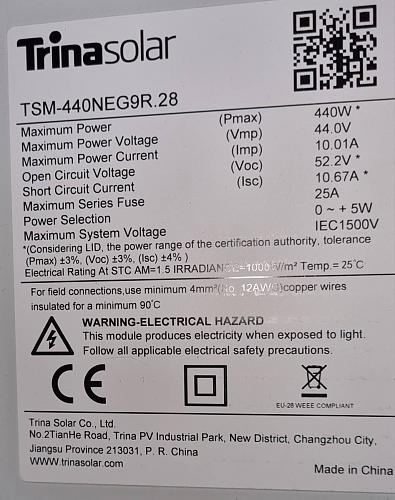 Trinasolar
TSM-440NEG9R.28
Maximum Power (Pmax) 440W *
Maximum Power Voltage (Vmp) 44.0V
Maximum Power Current (Imp) 10.01A
Open Circuit Voltage (Voc) 52.2V *
Short Circuit Current (Isc) 10.67A *
Maximum Series Fuse 25A
Power Selection 0 ~ + 5W
Maximum System Voltage IEC1500V
*(Considering LID, the power range of the certification authority, tolerance
(Pmax) ±3%, (Voc) ±3%, (Isc) ±4% )
Electrical Rating At STC AM=1.5 IRRADIANCE=1000W/m² Temp.= 25℃
For field connections,use minimum 4mm²(No. 12AWG)copper wires
insulated for a minimum 90℃
WARNING-ELECTRICAL HAZARD
This module produces electricity when exposed to light.
Follow all applicable electrical safety precautions.
CE
EU-28 WEEE COMPLIANT
Trina Solar Co., Ltd.
No.2TianHe Road, Trina PV Industrial Park, New District, Changzhou City,
Jiangsu Province 213031, P. R. China
WWW.trinasolar.com
Made in China